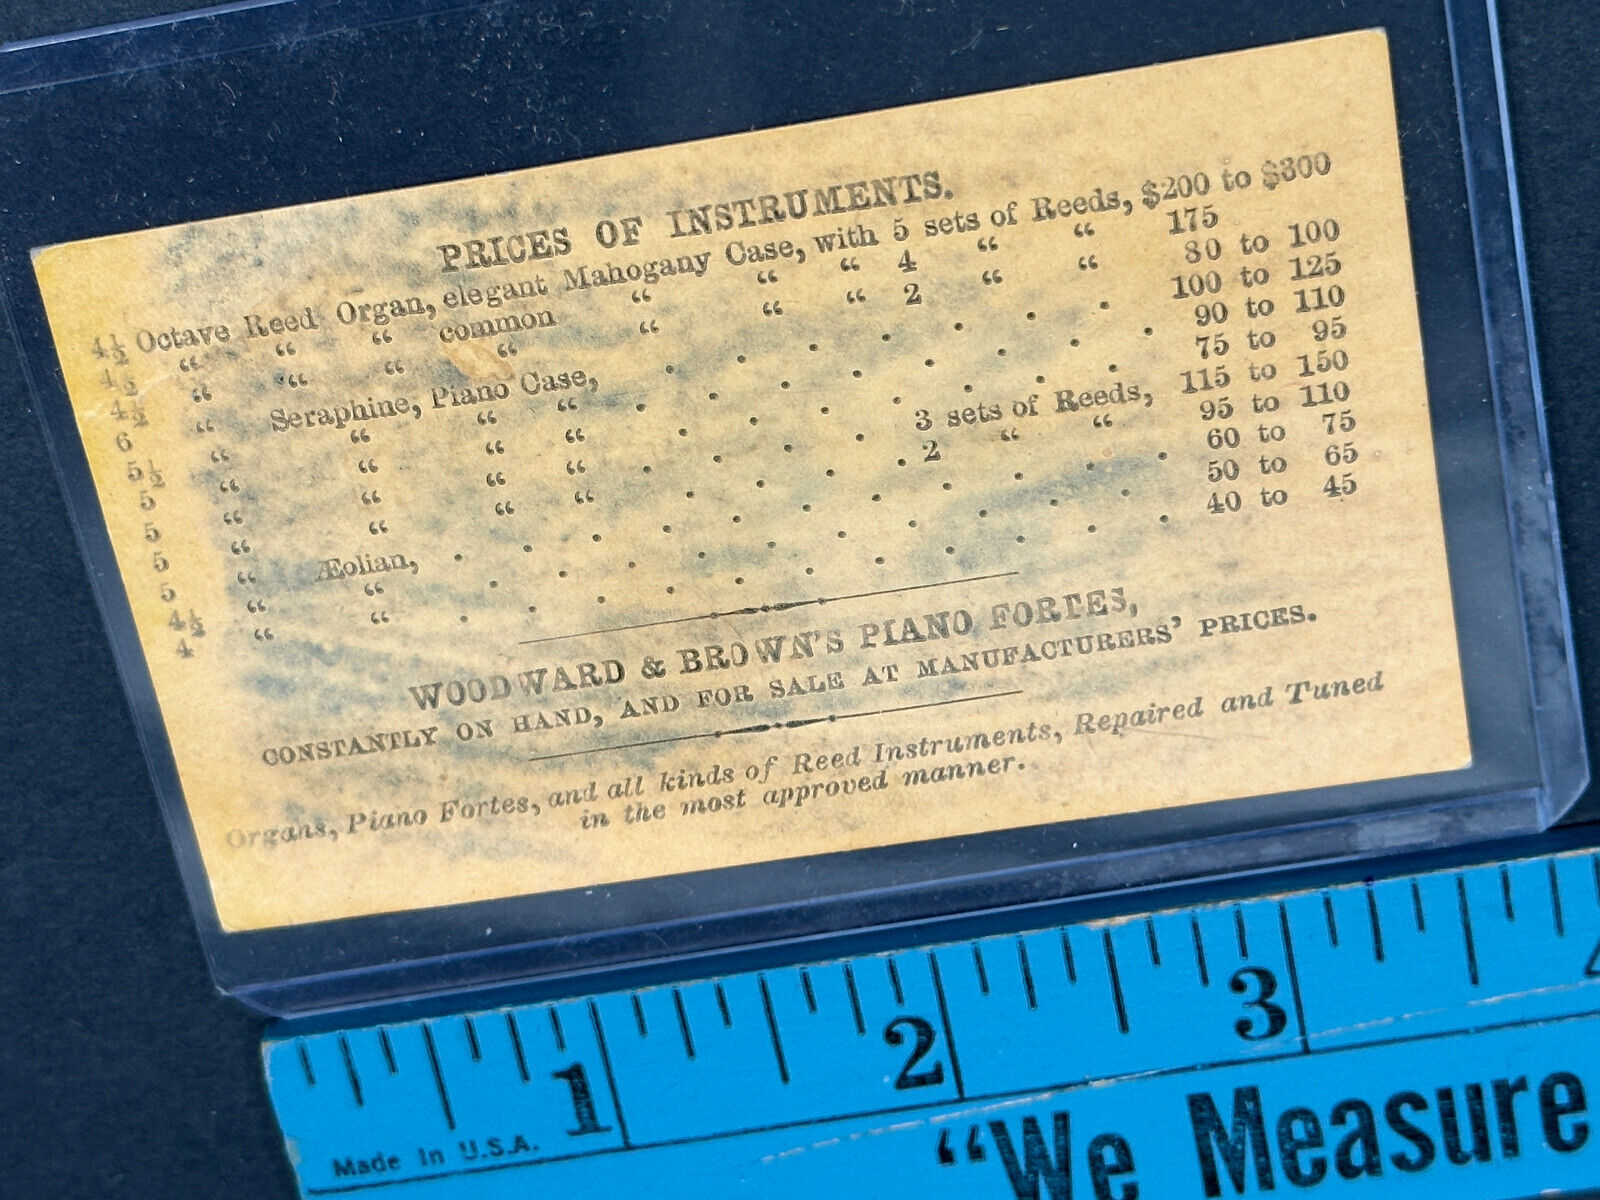 PRICES OF INSTRUMENTS.
4½ Octave Reed Organ, elegant Mahogany Case, with 5 sets of Reeds, $200 to $300
4½ “ “ “ common “ “ “ 4 “ “ 175
4½ “ “ “ “ “ “ “ 2 “ “ 80 to 100
6 “ Seraphine, Piano Case, . . . . . . . 100 to 125
5½ “ “ “ “ . . . . . . . 90 to 110
5 “ “ “ “ . . . . . . . 75 to 95
5 “ “ “ “ . . . 3 sets of Reeds, 115 to 150
5 “ “ “ “ . . . . 2 “ “ 95 to 110
5 “ Æolian, . . . . . . . . . . 60 to 75
4½ “ “ . . . . . . . . . . 50 to 65
4 “ “ . . . . . . . . . . 40 to 45
WOODWARD & BROWN'S PIANO FORTES,
CONSTANTLY ON HAND, AND FOR SALE AT MANUFACTURERS' PRICES.
Organs, Piano Fortes, and all kinds of Reed Instruments, Repaired and Tuned
in the most approved manner.
1 2 3
Made In U.S.A.
“We Measure